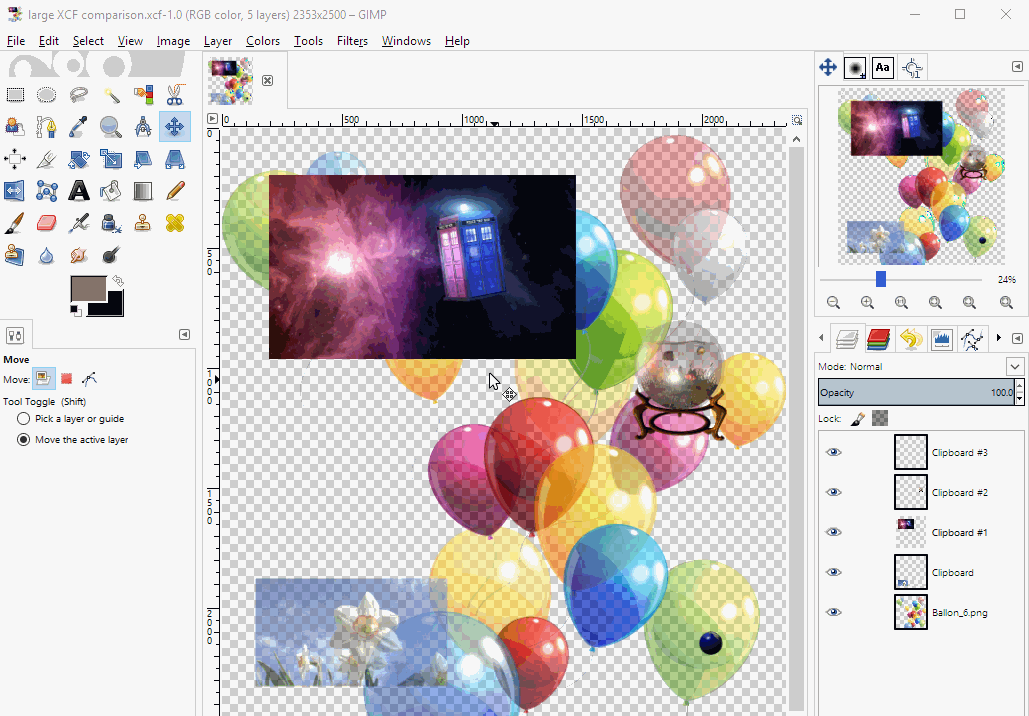 large XCF comparison.xcf-1.0 (RGB color, 5 layers) 2353x2500 – GIMP
File Edit Select View Image Layer Colors Tools Filters Windows Help
0 500 1000 1500 2000
0
500
1000
1500
2000
Aa
24%
Mode: Normal
Opacity 100.0
Lock:
Clipboard #3
Clipboard #2
Clipboard #1
Clipboard
Ballon_6.png
Move
Move:
Tool Toggle (Shift)
Pick a layer or guide
Move the active layer